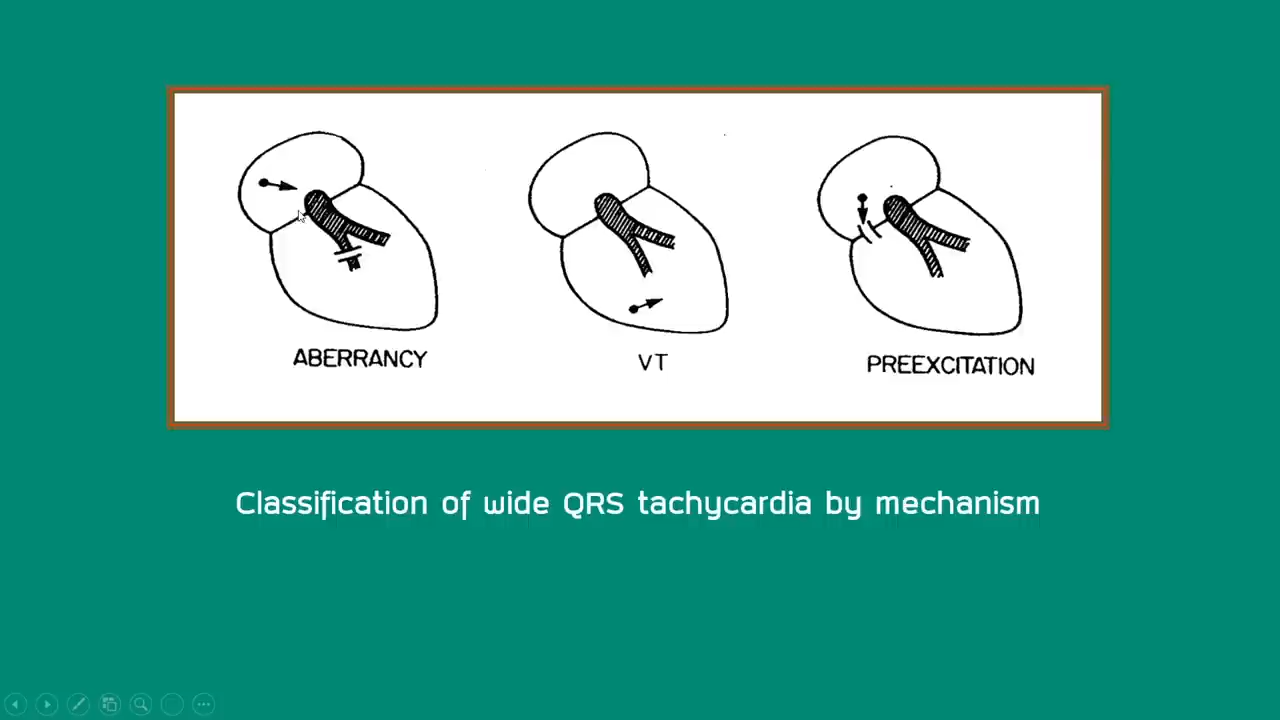 ABERRANCY
VT
PREEXCITATION
Classification of wide QRS tachycardia by mechanism